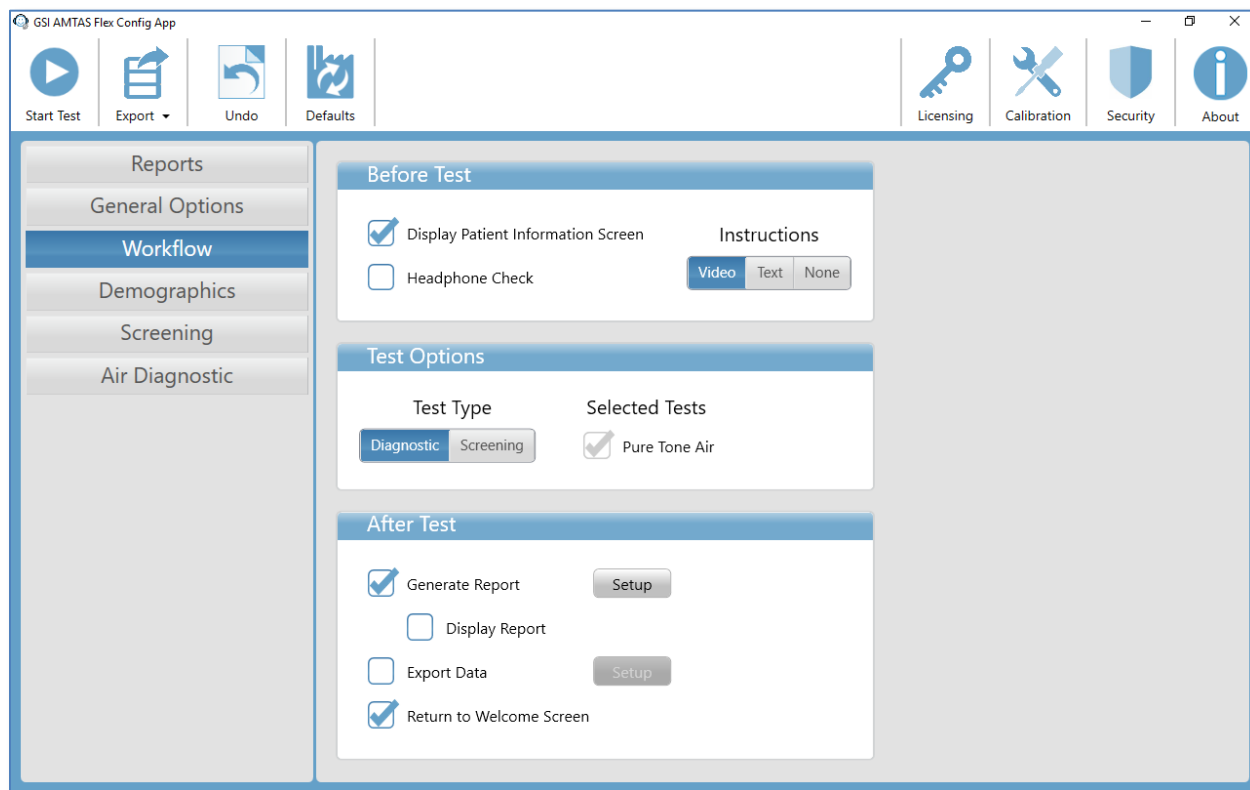 GSI AMTAS Flex Config App
Start Test
Export
Undo
Defaults
Licensing
Calibration
Security
About
Reports
General Options
Workflow
Demographics
Screening
Air Diagnostic
Before Test
Display Patient Information Screen
Headphone Check
Instructions
Video Text None
Test Options
Test Type
Diagnostic Screening
Selected Tests
Pure Tone Air
After Test
Generate Report Setup
Display Report
Export Data Setup
Return to Welcome Screen